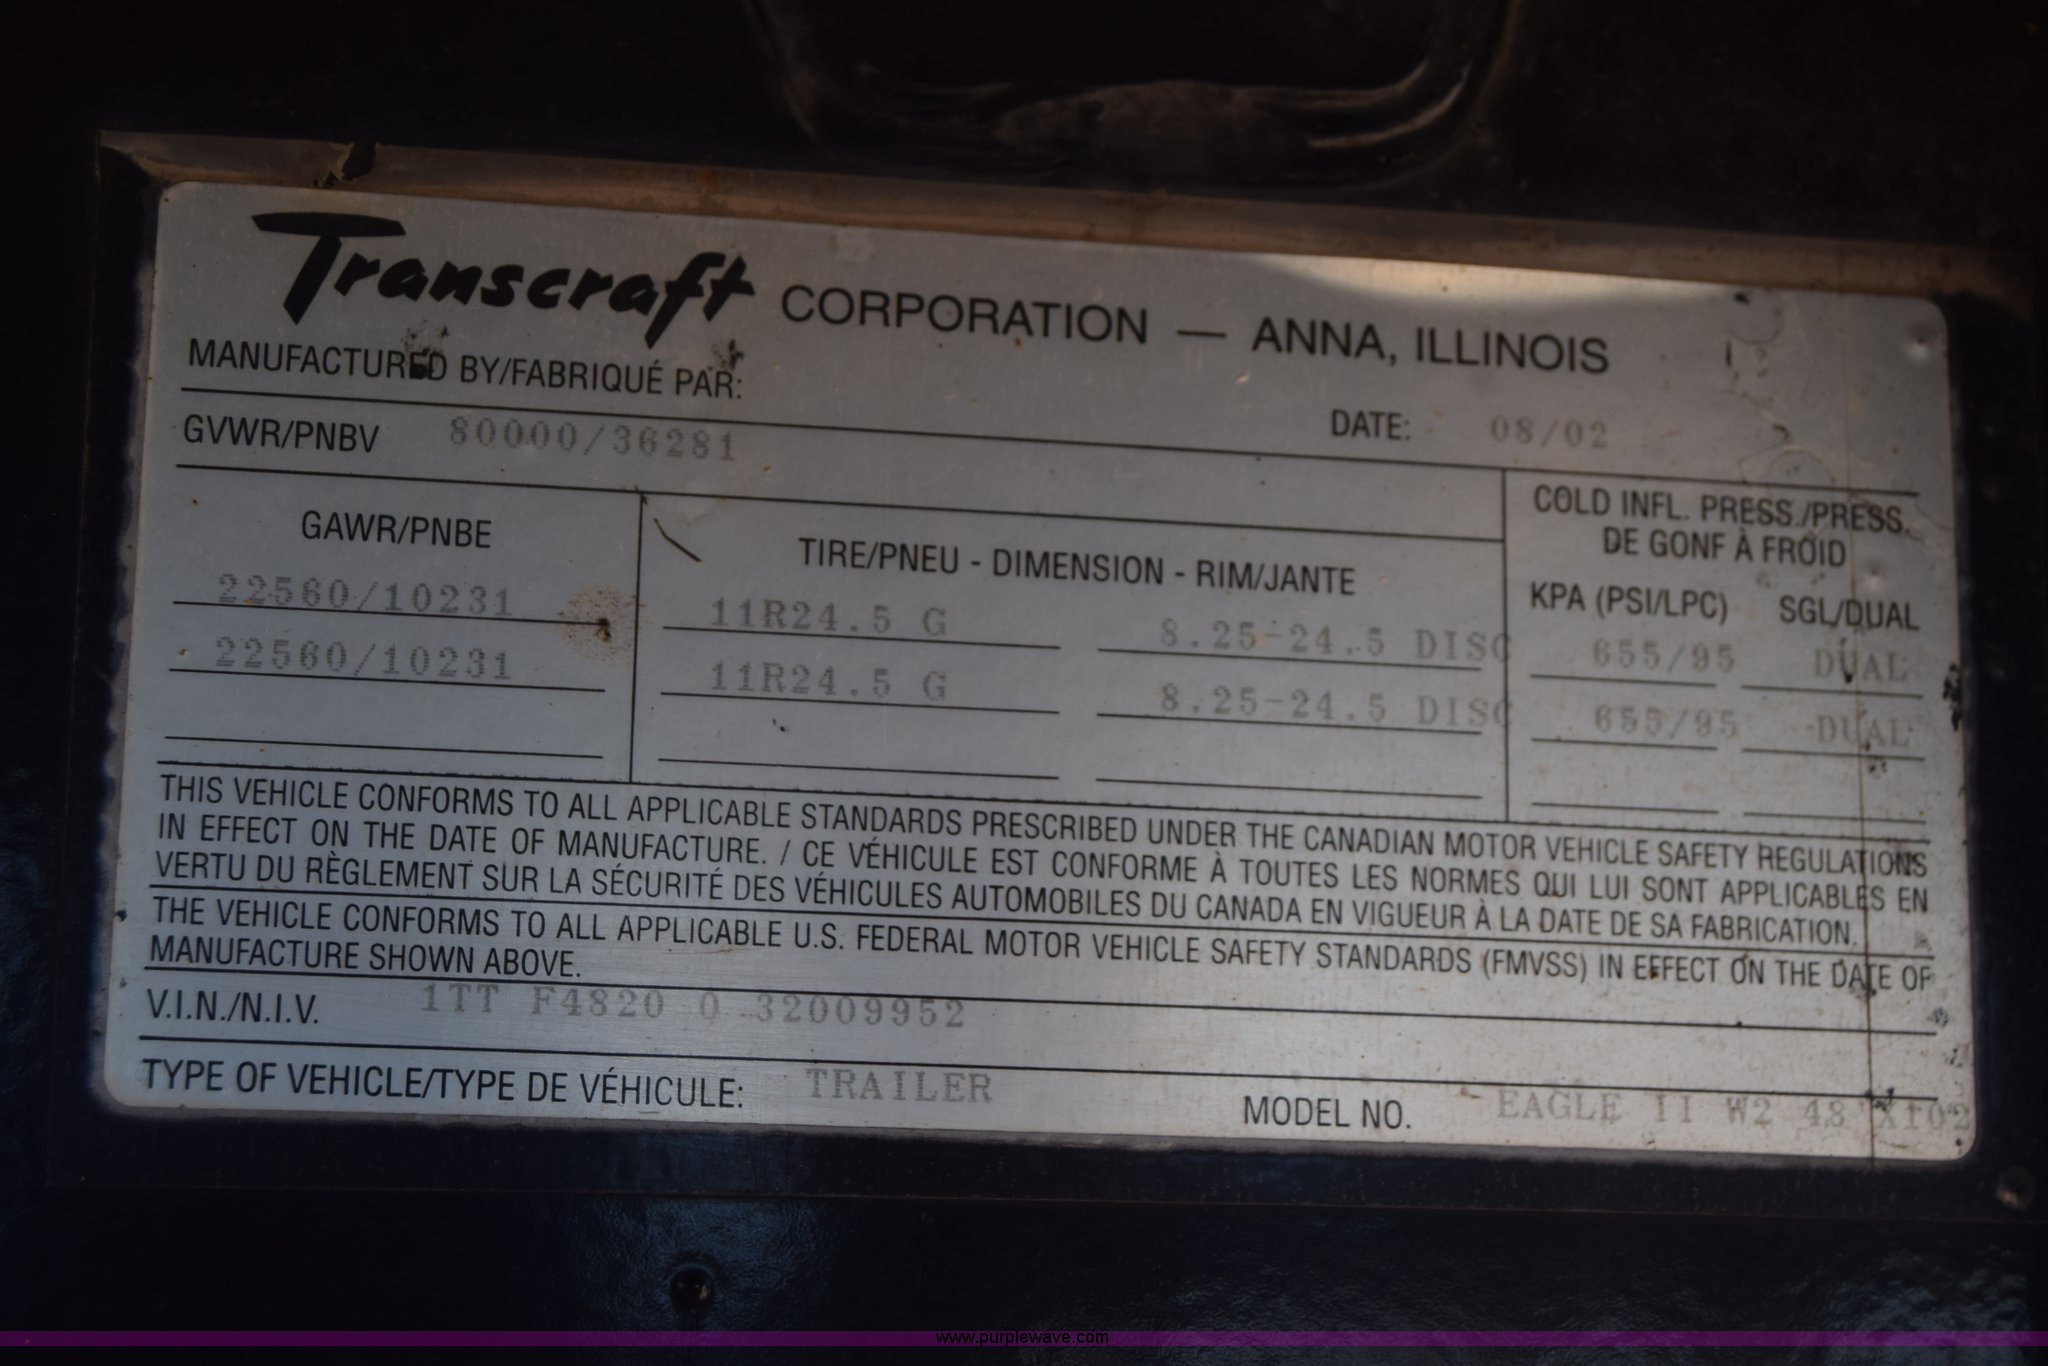 Transcraft CORPORATION — ANNA, ILLINOIS
MANUFACTURED BY/FABRIQUÉ PAR:
GVWR/PNBV 80000/36281 DATE: 08/02
GAWR/PNBE TIRE/PNEU - DIMENSION - RIM/JANTE COLD INFL. PRESS./PRESS.
DE GONF À FROID
KPA (PSI/LPC) SGL/DUAL
22560/10231 11R24.5 G 8.25-24.5 DISC 655/95 DUAL
22560/10231 11R24.5 G 8.25-24.5 DISC 655/95 DUAL
THIS VEHICLE CONFORMS TO ALL APPLICABLE STANDARDS PRESCRIBED UNDER THE CANADIAN MOTOR VEHICLE SAFETY REGULATIONS
IN EFFECT ON THE DATE OF MANUFACTURE. / CE VÉHICULE EST CONFORME À TOUTES LES NORMES QUI LUI SONT APPLICABLES EN
VERTU DU RÈGLEMENT SUR LA SÉCURITÉ DES VÉHICULES AUTOMOBILES DU CANADA EN VIGUEUR À LA DATE DE SA FABRICATION.
THE VEHICLE CONFORMS TO ALL APPLICABLE U.S. FEDERAL MOTOR VEHICLE SAFETY STANDARDS (FMVSS) IN EFFECT ON THE DATE OF
MANUFACTURE SHOWN ABOVE.
V.I.N./N.I.V. 1TT F4820 0 32009952
TYPE OF VEHICLE/TYPE DE VÉHICULE: TRAILER MODEL NO. EAGLE II W2 48'X102
www.purplewave.com